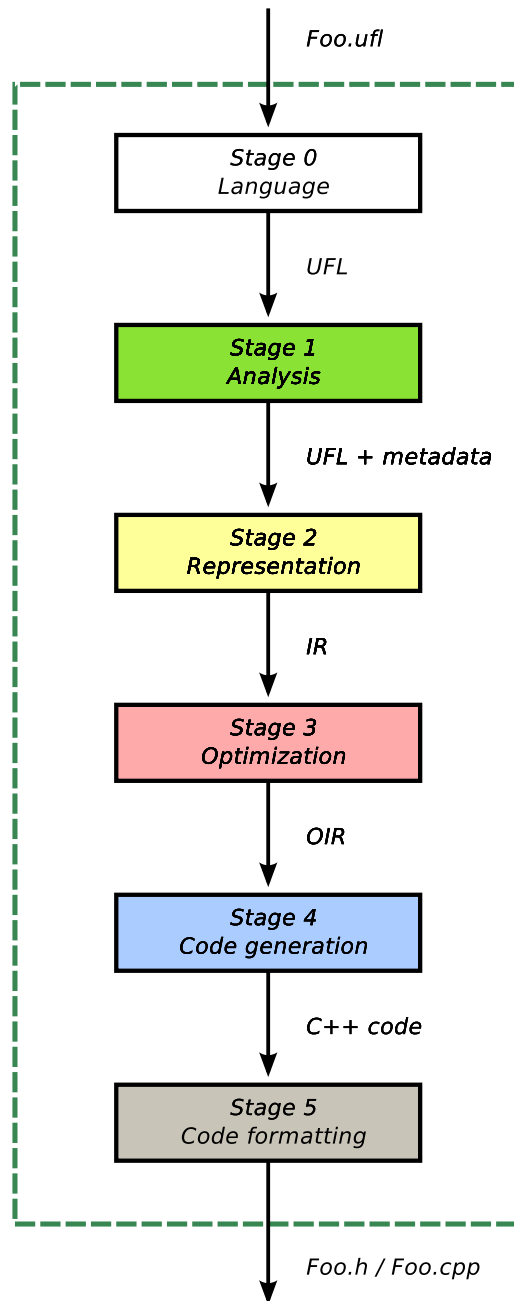 Foo.ufl
Stage 0
Language
UFL
Stage 1
Analysis
UFL + metadata
Stage 2
Representation
IR
Stage 3
Optimization
OIR
Stage 4
Code generation
C++ code
Stage 5
Code formatting
Foo.h / Foo.cpp